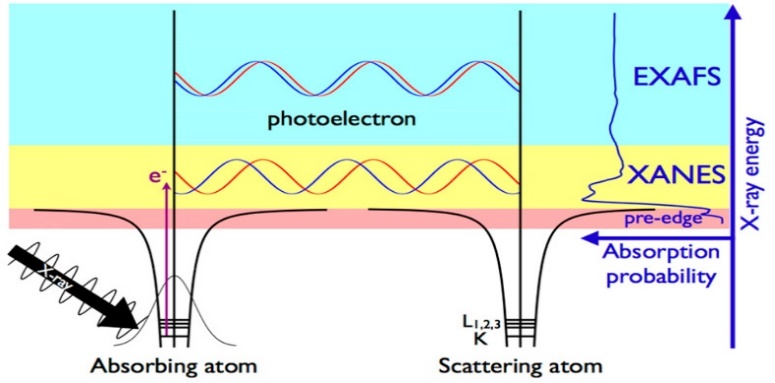 EXAFS
photoelectron
XANES
e-
pre-edge
X-ray energy
Absorption
probability
X-ray
L1,2,3
K
Absorbing atom
Scattering atom